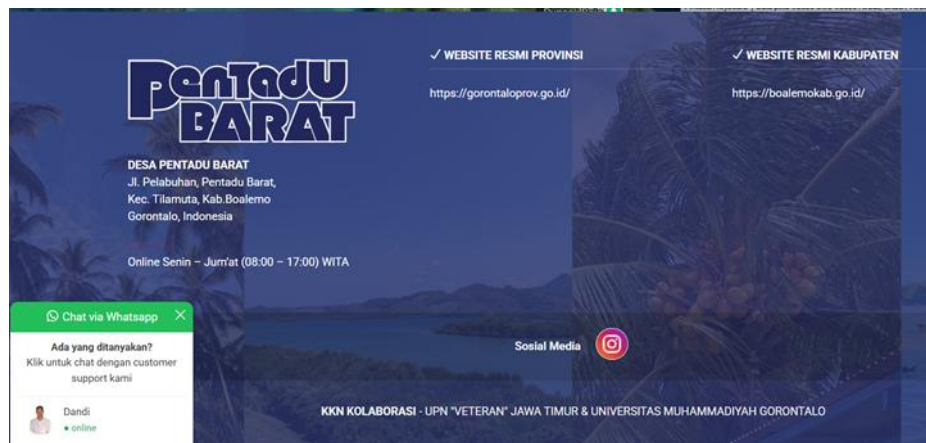 PenTadU
BARAT
DESA PENTADU BARAT
Jl. Pelabuhan, Pentadu Barat,
Kec. Tilamuta, Kab.Boalemo
Gorontalo, Indonesia
Online Senin – Jum'at (08:00 – 17:00) WITA
✓ WEBSITE RESMI PROVINSI
https://gorontaloprov.go.id/
✓ WEBSITE RESMI KABUPATEN
https://boalemokab.go.id/
Chat via Whatsapp ×
Ada yang ditanyakan?
Klik untuk chat dengan customer
support kami
Dandi
• online
Sosial Media
KKN KOLABORASI - UPN "VETERAN" JAWA TIMUR & UNIVERSITAS MUHAMMADIYAH GORONTALO